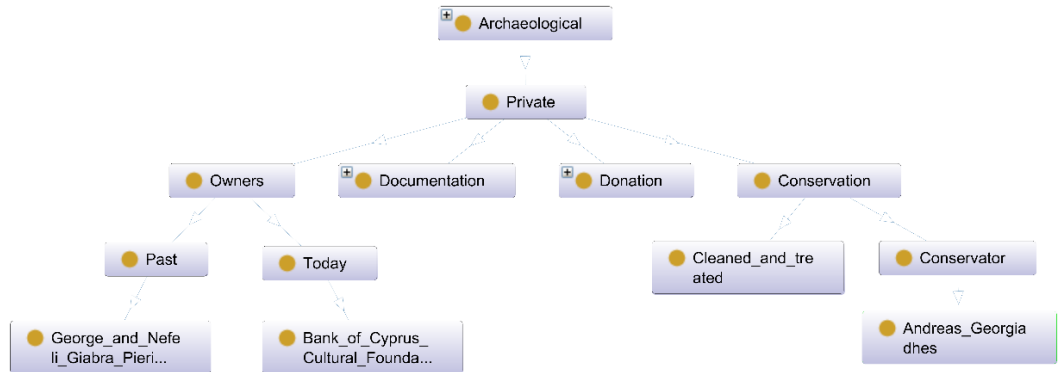 Archaeological
Private
Owners
Documentation
Donation
Conservation
Past
Today
Cleaned_and_tre
ated
Conservator
George_and_Nefe
li_Giabra_Pieri...
Bank_of_Cyprus_
Cultural_Founda...
Andreas_Georgia
dhes